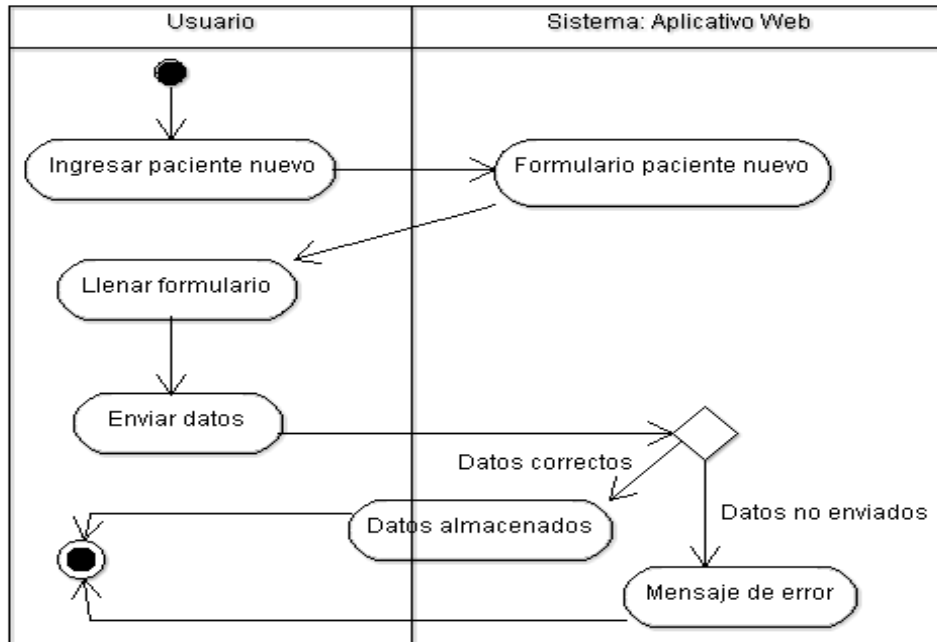 Usuario
Sistema: Aplicativo Web
Ingresar paciente nuevo
Formulario paciente nuevo
Llenar formulario
Enviar datos
Datos correctos
Datos no enviados
Datos almacenados
Mensaje de error